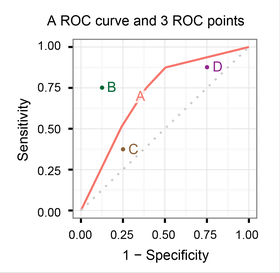 A ROC curve and 3 ROC points
1.00
0.75
0.50
0.25
0.00
Sensitivity
B
A
D
C
0.00 0.25 0.50 0.75 1.00
1 − Specificity